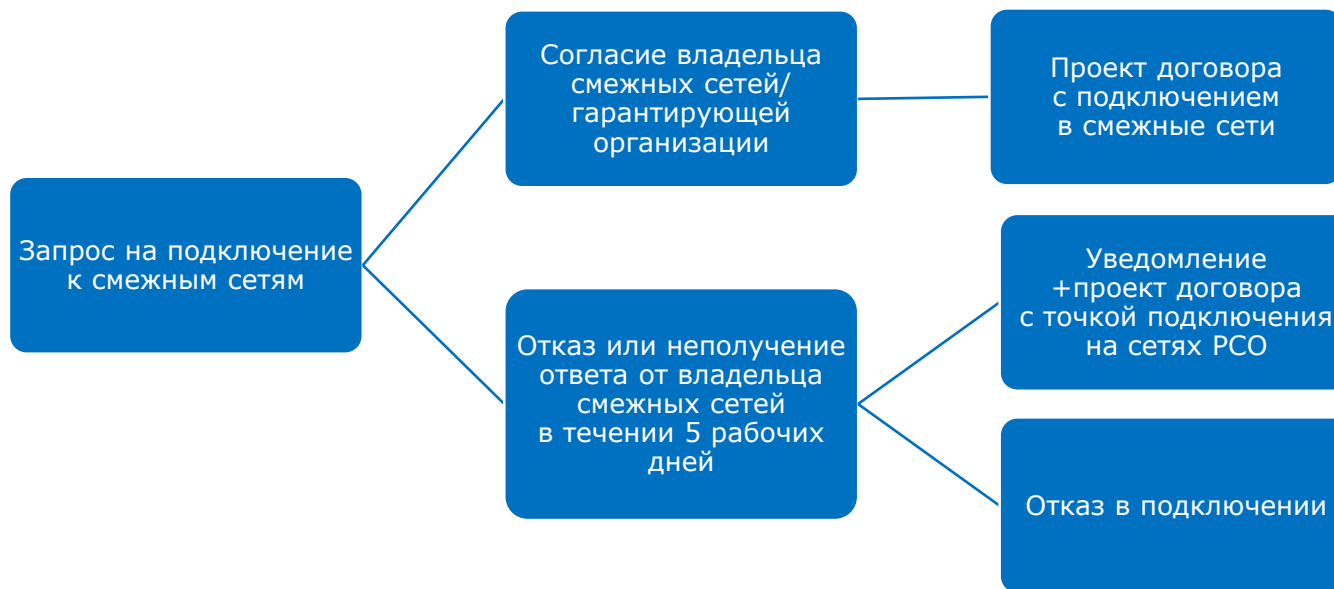 Запрос на подключение
к смежным сетям
Согласие владельца
смежных сетей/
гарантирующей
организации
Проект договора
с подключением
в смежные сети
Отказ или неполучение
ответа от владельца
смежных сетей
в течении 5 рабочих
дней
Уведомление
+проект договора
с точкой подключения
на сетях РСО
Отказ в подключении